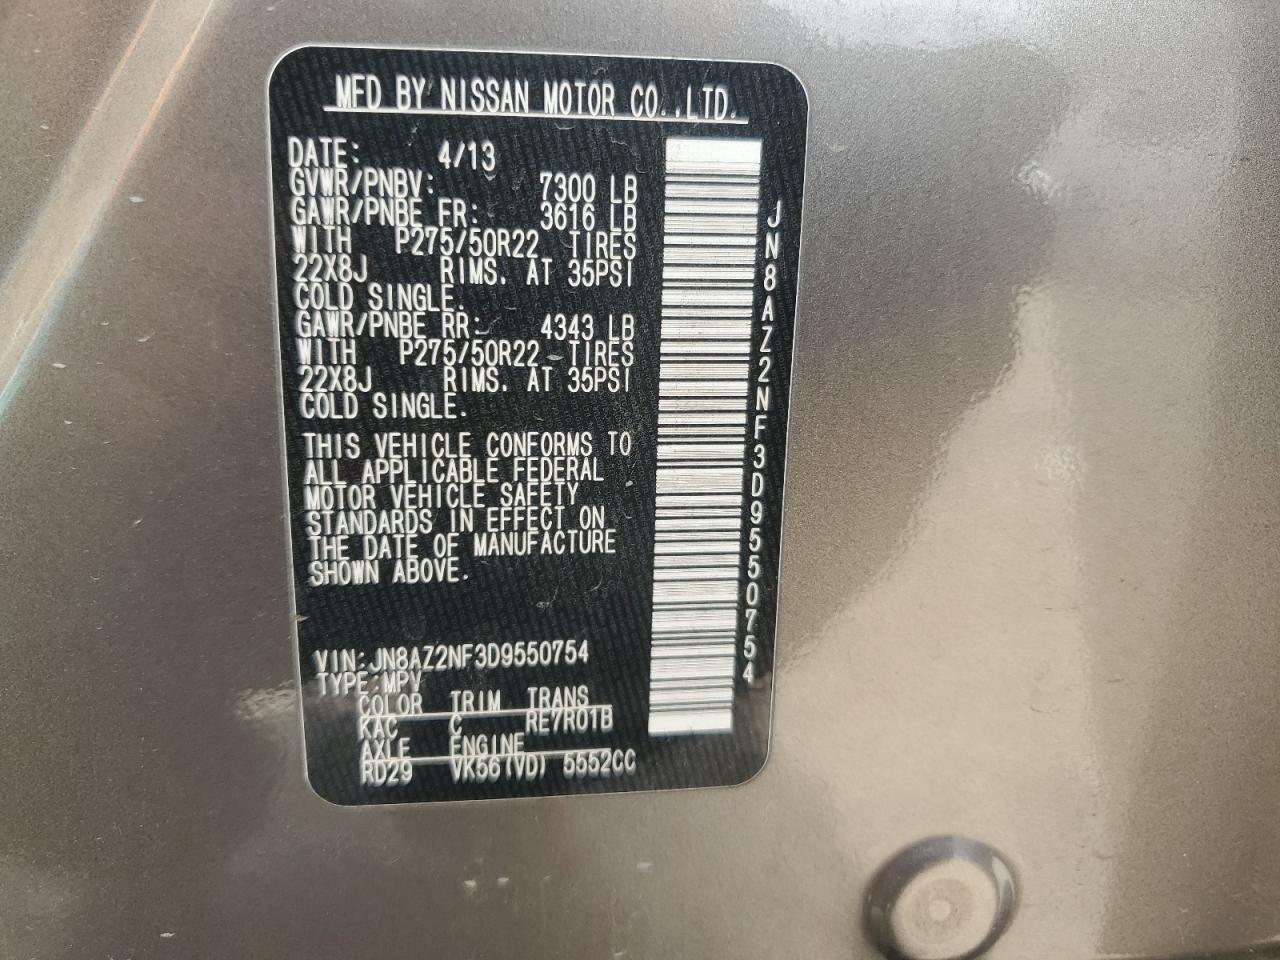 MFD BY NISSAN MOTOR CO.,LTD.
DATE: 4/13
GVWR/PNBV: 7300 LB
GAWR/PNBE FR: 3616 LB
WITH P275/50R22 TIRES
22X8J RIMS. AT 35PSI
COLD SINGLE.
GAWR/PNBE RR: 4343 LB
WITH P275/50R22 TIRES
22X8J RIMS. AT 35PSI
COLD SINGLE.
THIS VEHICLE CONFORMS TO
ALL APPLICABLE FEDERAL
MOTOR VEHICLE SAFETY
STANDARDS IN EFFECT ON
THE DATE OF MANUFACTURE
SHOWN ABOVE.
VIN:JN8AZ2NF3D9550754
TYPE:MPV
COLOR TRIM TRANS
KAC C RE7R01B
AXLE ENGINE
RD29 VK56(VD) 5552CC
JN8AZ2NF3D9550754